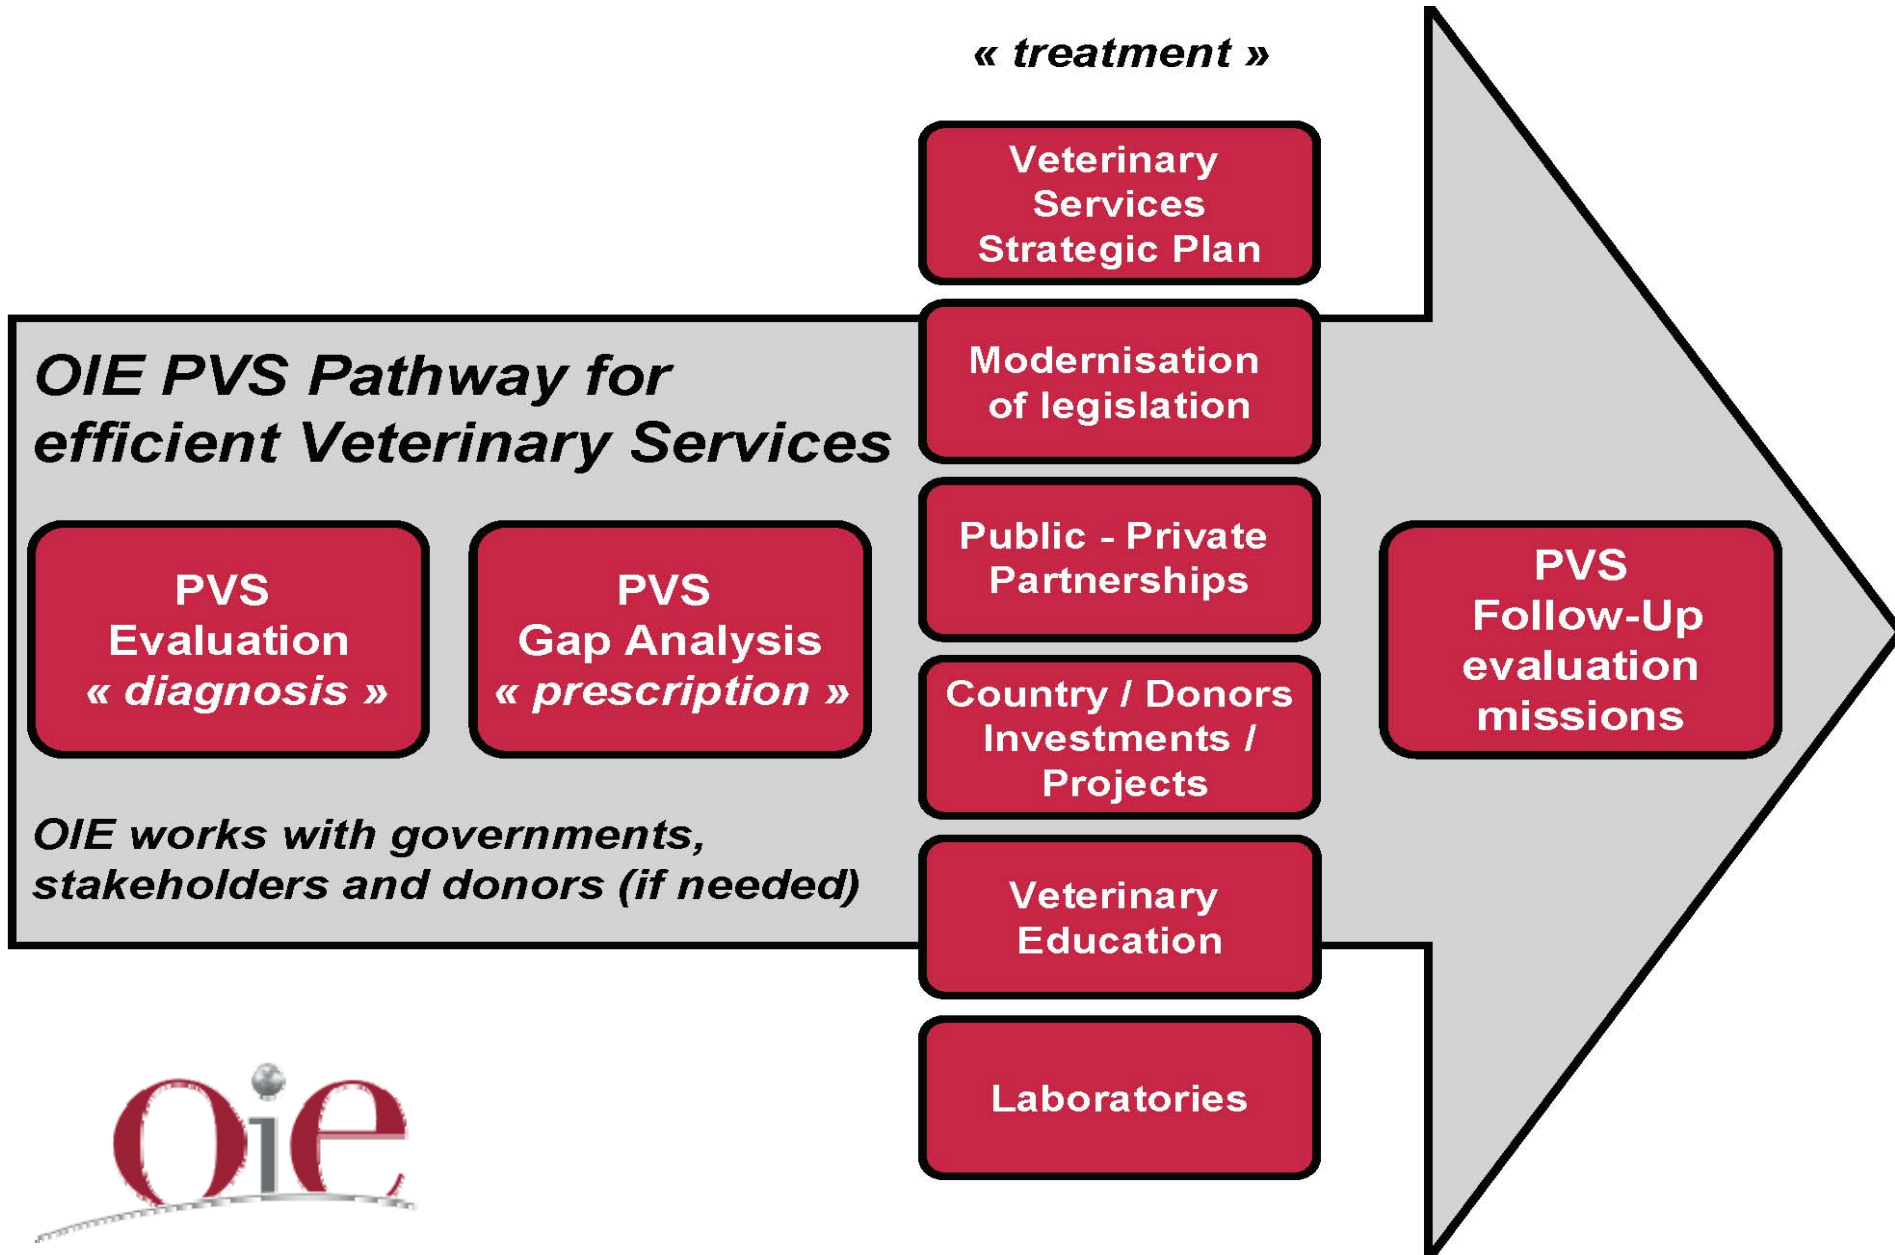 « treatment »
Veterinary
Services
Strategic Plan
Modernisation
of legislation
Public - Private
Partnerships
Country / Donors
Investments /
Projects
Veterinary
Education
Laboratories
OIE PVS Pathway for
efficient Veterinary Services
PVS
Evaluation
« diagnosis »
PVS
Gap Analysis
« prescription »
OIE works with governments,
stakeholders and donors (if needed)
PVS
Follow-Up
evaluation
missions
Oie